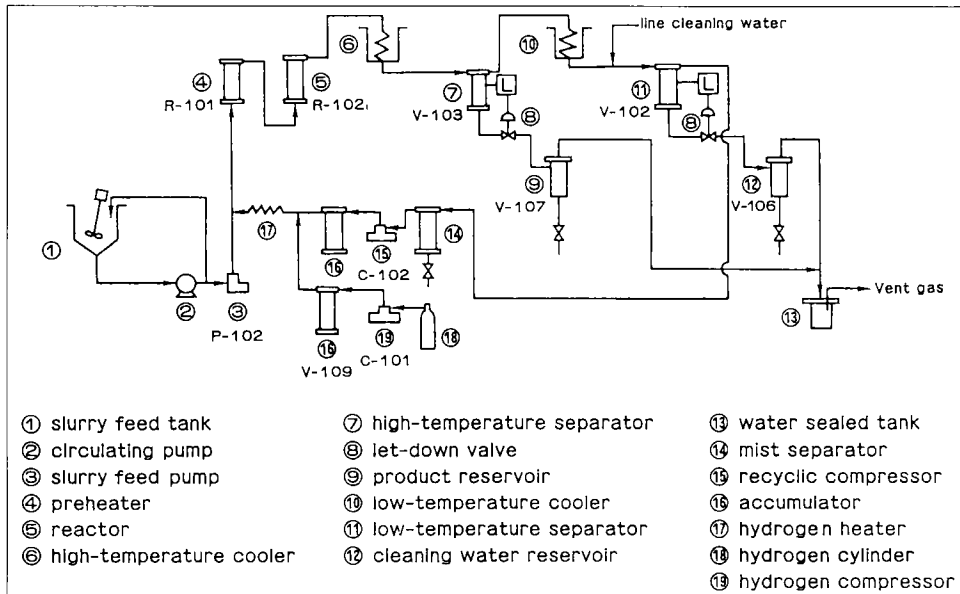 line cleaning water
⑥
⑩
④
⑤
R-101
R-102
L
⑦
V-103
⑧
L
⑪
V-102
⑧
⑨
V-107
⑫
V-106
①
⑰
⑯
⑮
C-102
⑭
②
③
P-102
⑯
V-109
⑲
C-101
⑱
Vent gas
⑬
① slurry feed tank
② circulating pump
③ slurry feed pump
④ preheater
⑤ reactor
⑥ high-temperature cooler
⑦ high-temperature separator
⑧ let-down valve
⑨ product reservoir
⑩ low-temperature cooler
⑪ low-temperature separator
⑫ cleaning water reservoir
⑬ water sealed tank
⑭ mist separator
⑮ recyclic compressor
⑯ accumulator
⑰ hydrogen heater
⑱ hydrogen cylinder
⑲ hydrogen compressor